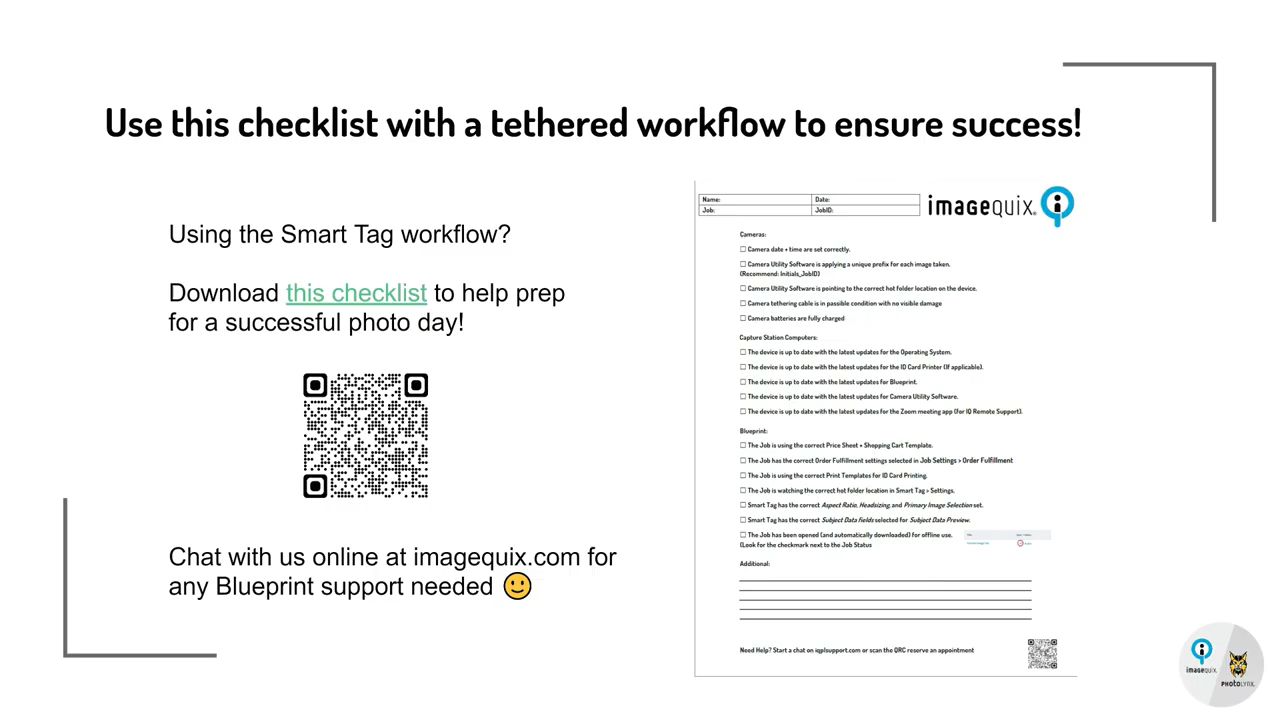 Use this checklist with a tethered workflow to ensure success!
Using the Smart Tag workflow?
Download this checklist to help prep
for a successful photo day!
Chat with us online at imagequix.com for
any Blueprint support needed 🙂
Name:
Date:
Job:
JobID:
imagequix.
Cameras:
☐ Camera date + time are set correctly.
☐ Camera Utility Software is applying a unique prefix for each image taken.
(Recommend: Initials_JobID)
☐ Camera Utility Software is pointing to the correct hot folder location on the device.
☐ Camera tethering cable is in passible condition with no visible damage
☐ Camera batteries are fully charged
Capture Station Computers:
☐ The device is up to date with the latest updates for the Operating System.
☐ The device is up to date with the latest updates for the ID Card Printer (If applicable).
☐ The device is up to date with the latest updates for Blueprint.
☐ The device is up to date with the latest updates for Camera Utility Software.
☐ The device is up to date with the latest updates for the Zoom meeting app (for IQ Remote Support).
Blueprint:
☐ The Job is using the correct Price Sheet + Shopping Cart Template.
☐ The Job has the correct Order Fulfillment settings selected in Job Settings > Order Fulfillment
☐ The Job is using the correct Print Templates for ID Card Printing.
☐ The Job is watching the correct hot folder location in Smart Tag > Settings.
☐ Smart Tag has the correct Aspect Ratio, Headsizing, and Primary Image Selection set.
☐ Smart Tag has the correct Subject Data fields selected for Subject Data Preview.
☐ The Job has been opened (and automatically downloaded) for offline use.
(Look for the checkmark next to the Job Status
Additional:
Need Help? Start a chat on iqplsupport.com or scan the QRC reserve an appointment
imagequix.
PHOTOLYNX.